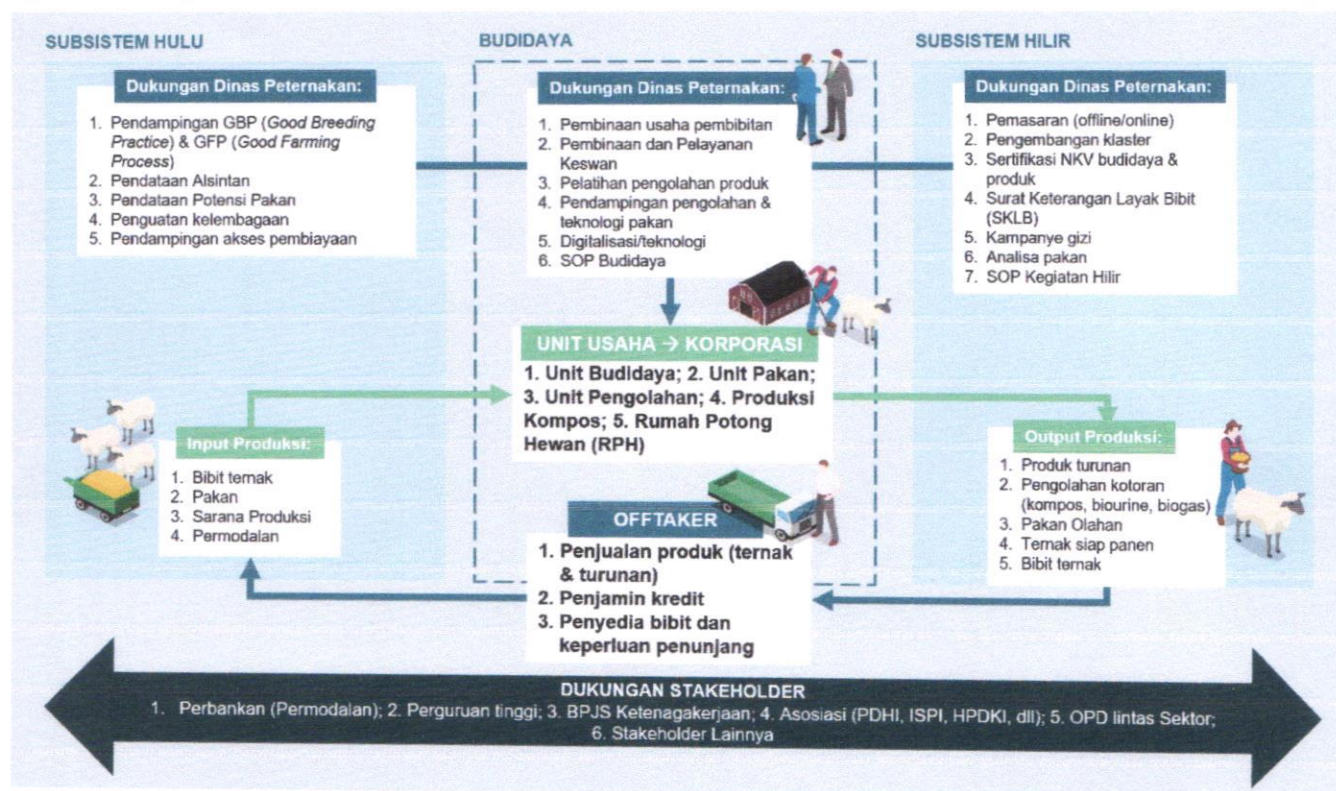 SUBSISTEM HULU
Dukungan Dinas Peternakan:
1. Pendampingan GBP (Good Breeding
Practice) & GFP (Good Farming
Process)
2. Pendataan Alsintan
3. Pendataan Potensi Pakan
4. Penguatan kelembagaan
5. Pendampingan akses pembiayaan
BUDIDAYA
Dukungan Dinas Peternakan:
1. Pembinaan usaha pembibitan
2. Pembinaan dan Pelayanan
Keswan
3. Pelatihan pengolahan produk
4. Pendampingan pengolahan &
teknologi pakan
5. Digitalisasi/teknologi
6. SOP Budidaya
SUBSISTEM HILIR
Dukungan Dinas Peternakan:
1. Pemasaran (offline/online)
2. Pengembangan klaster
3. Sertifikasi NKV budidaya &
produk
4. Surat Keterangan Layak Bibit
(SKLB)
5. Kampanye gizi
6. Analisa pakan
7. SOP Kegiatan Hilir
UNIT USAHA → KORPORASI
1. Unit Budidaya; 2. Unit Pakan;
3. Unit Pengolahan; 4. Produksi
Kompos; 5. Rumah Potong
Hewan (RPH)
Input Produksi:
1. Bibit ternak
2. Pakan
3. Sarana Produksi
4. Permodalan
Output Produksi:
1. Produk turunan
2. Pengolahan kotoran
(kompos, biourine, biogas)
3. Pakan Olahan
4. Ternak siap panen
5. Bibit ternak
OFFTAKER
1. Penjualan produk (ternak
& turunan)
2. Penjamin kredit
3. Penyedia bibit dan
keperluan penunjang
DUKUNGAN STAKEHOLDER
1. Perbankan (Permodalan); 2. Perguruan tinggi; 3. BPJS Ketenagakerjaan; 4. Asosiasi (PDHI, ISPI, HPDKI, dll); 5. OPD lintas Sektor;
6. Stakeholder Lainnya